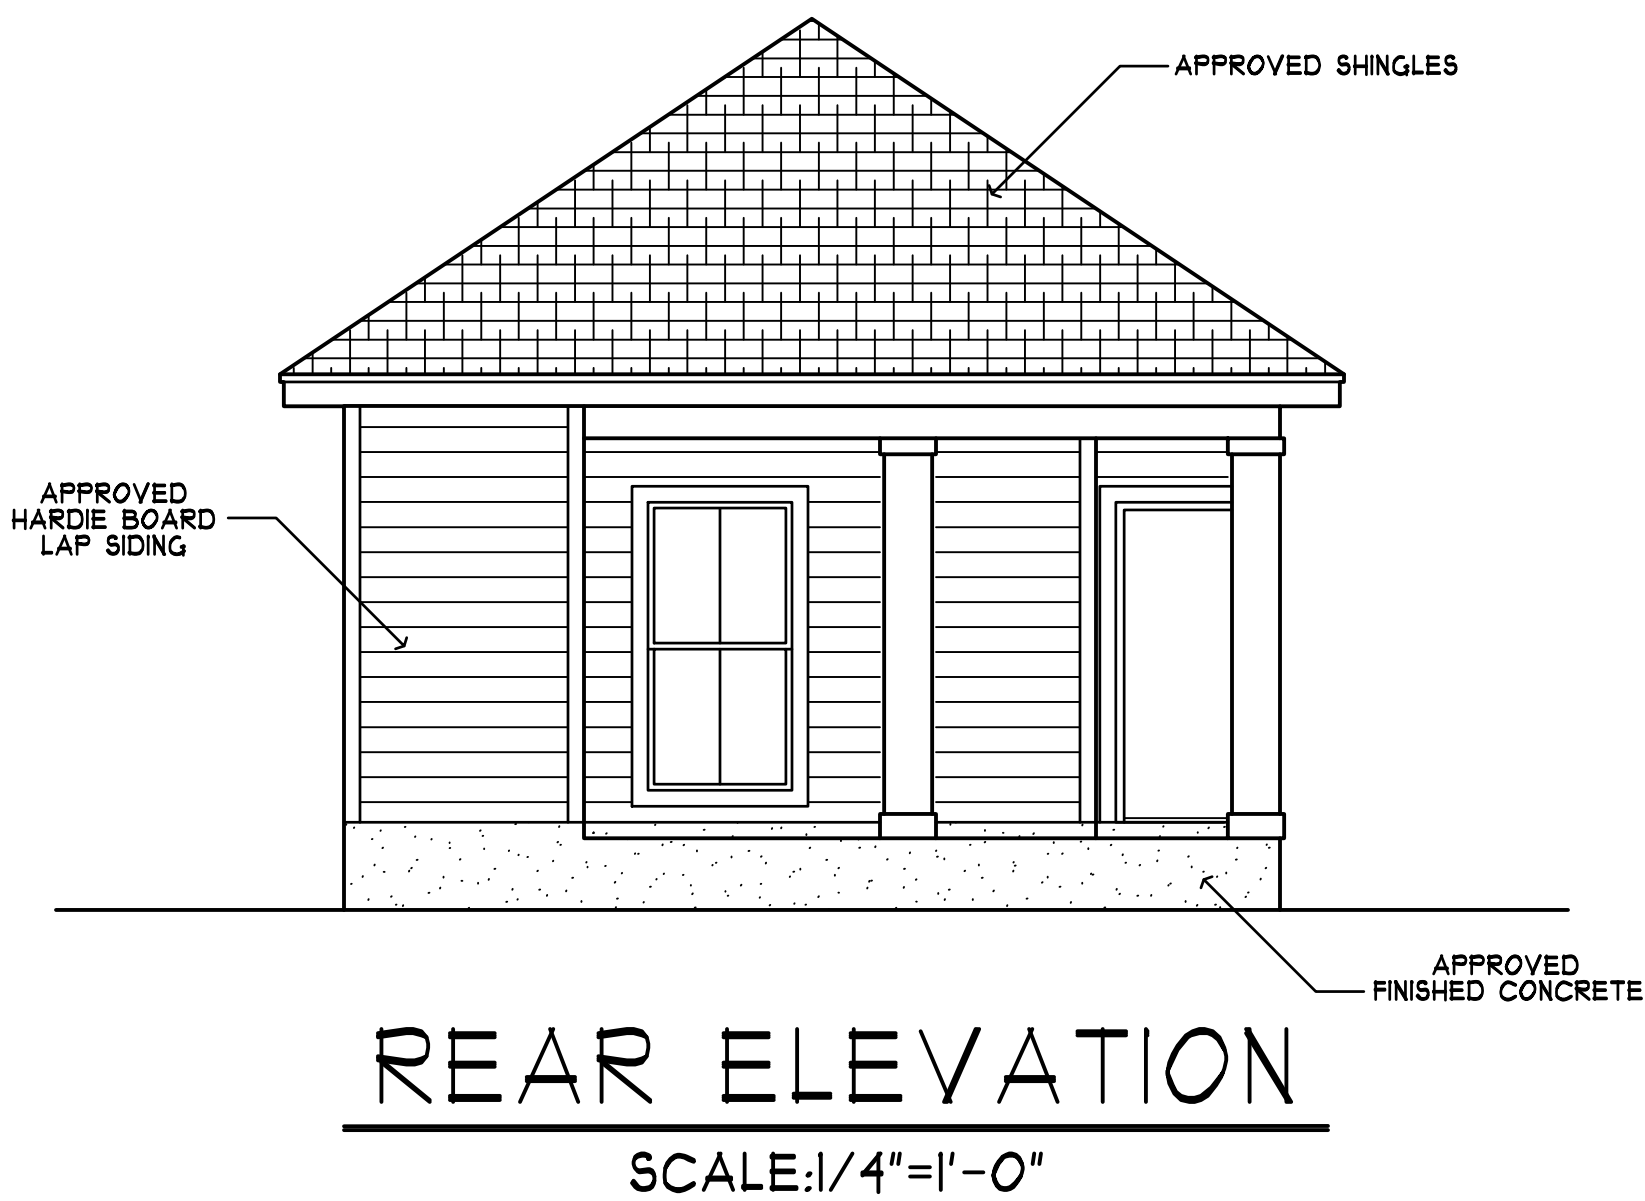 APPROVED SHINGLES
APPROVED
HARDIE BOARD
LAP SIDING
APPROVED
FINISHED CONCRETE
REAR ELEVATION
SCALE:1/4"=1'-0"